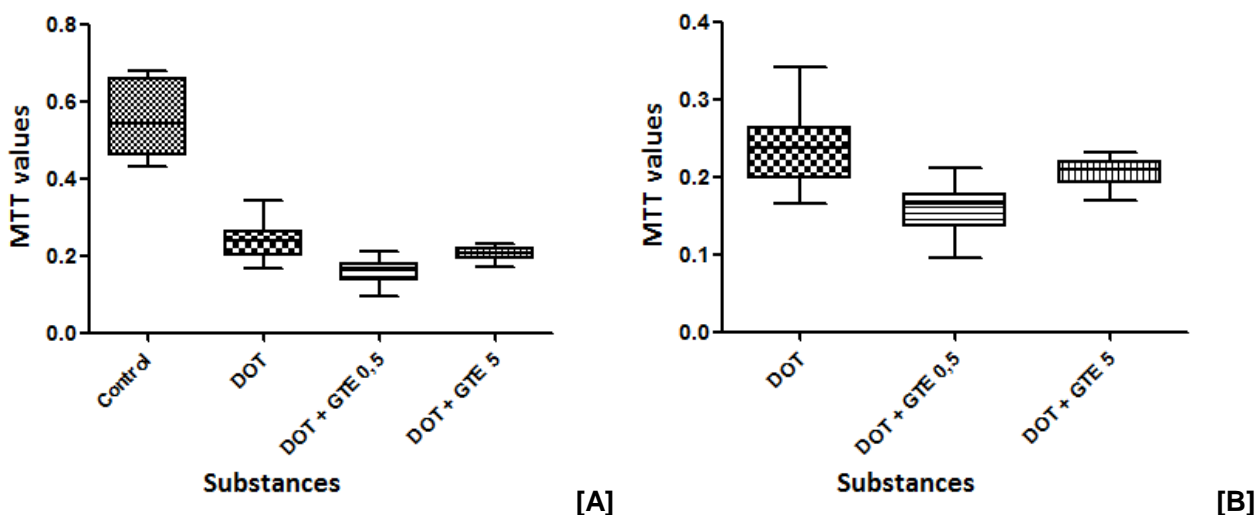 MTT values
0.8
0.6
0.4
0.2
0.0
Control
DOT
DOT + GTE 0,5
DOT + GTE 5
Substances
[A]
MTT values
0.4
0.3
0.2
0.1
0.0
DOT
DOT + GTE 0,5
DOT + GTE 5
Substances
[B]